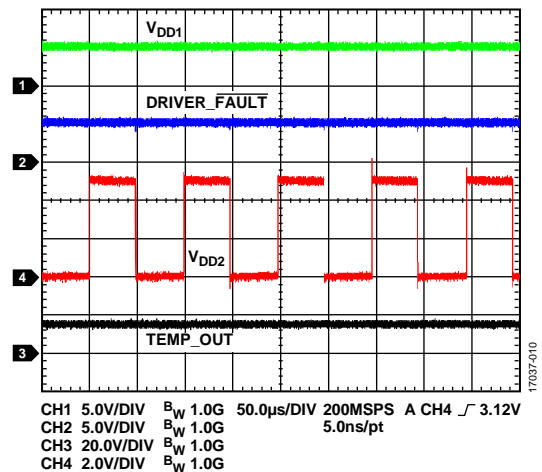 VDD1
1
DRIVER_FAULT
2
VDD2
4
TEMP_OUT
3
17037-010
CH1 5.0V/DIV BW 1.0G 50.0µs/DIV 200MSPS A CH4 3.12V
CH2 5.0V/DIV BW 1.0G 5.0ns/pt
CH3 20.0V/DIV BW 1.0G
CH4 2.0V/DIV BW 1.0G